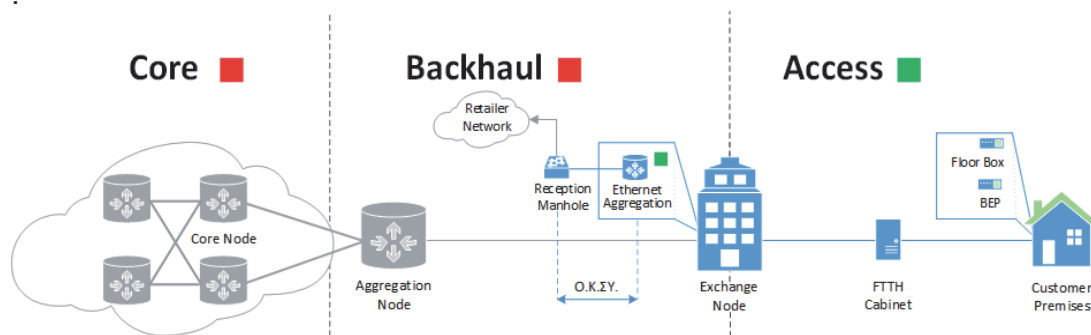 Core
Backhaul
Access
Retailer
Network
Reception
Manhole
Ethernet
Aggregation
Floor Box
BEP
Core Node
Aggregation
Node
Ο.Κ.ΣΥ.
Exchange
Node
FTTH
Cabinet
Customer
Premises